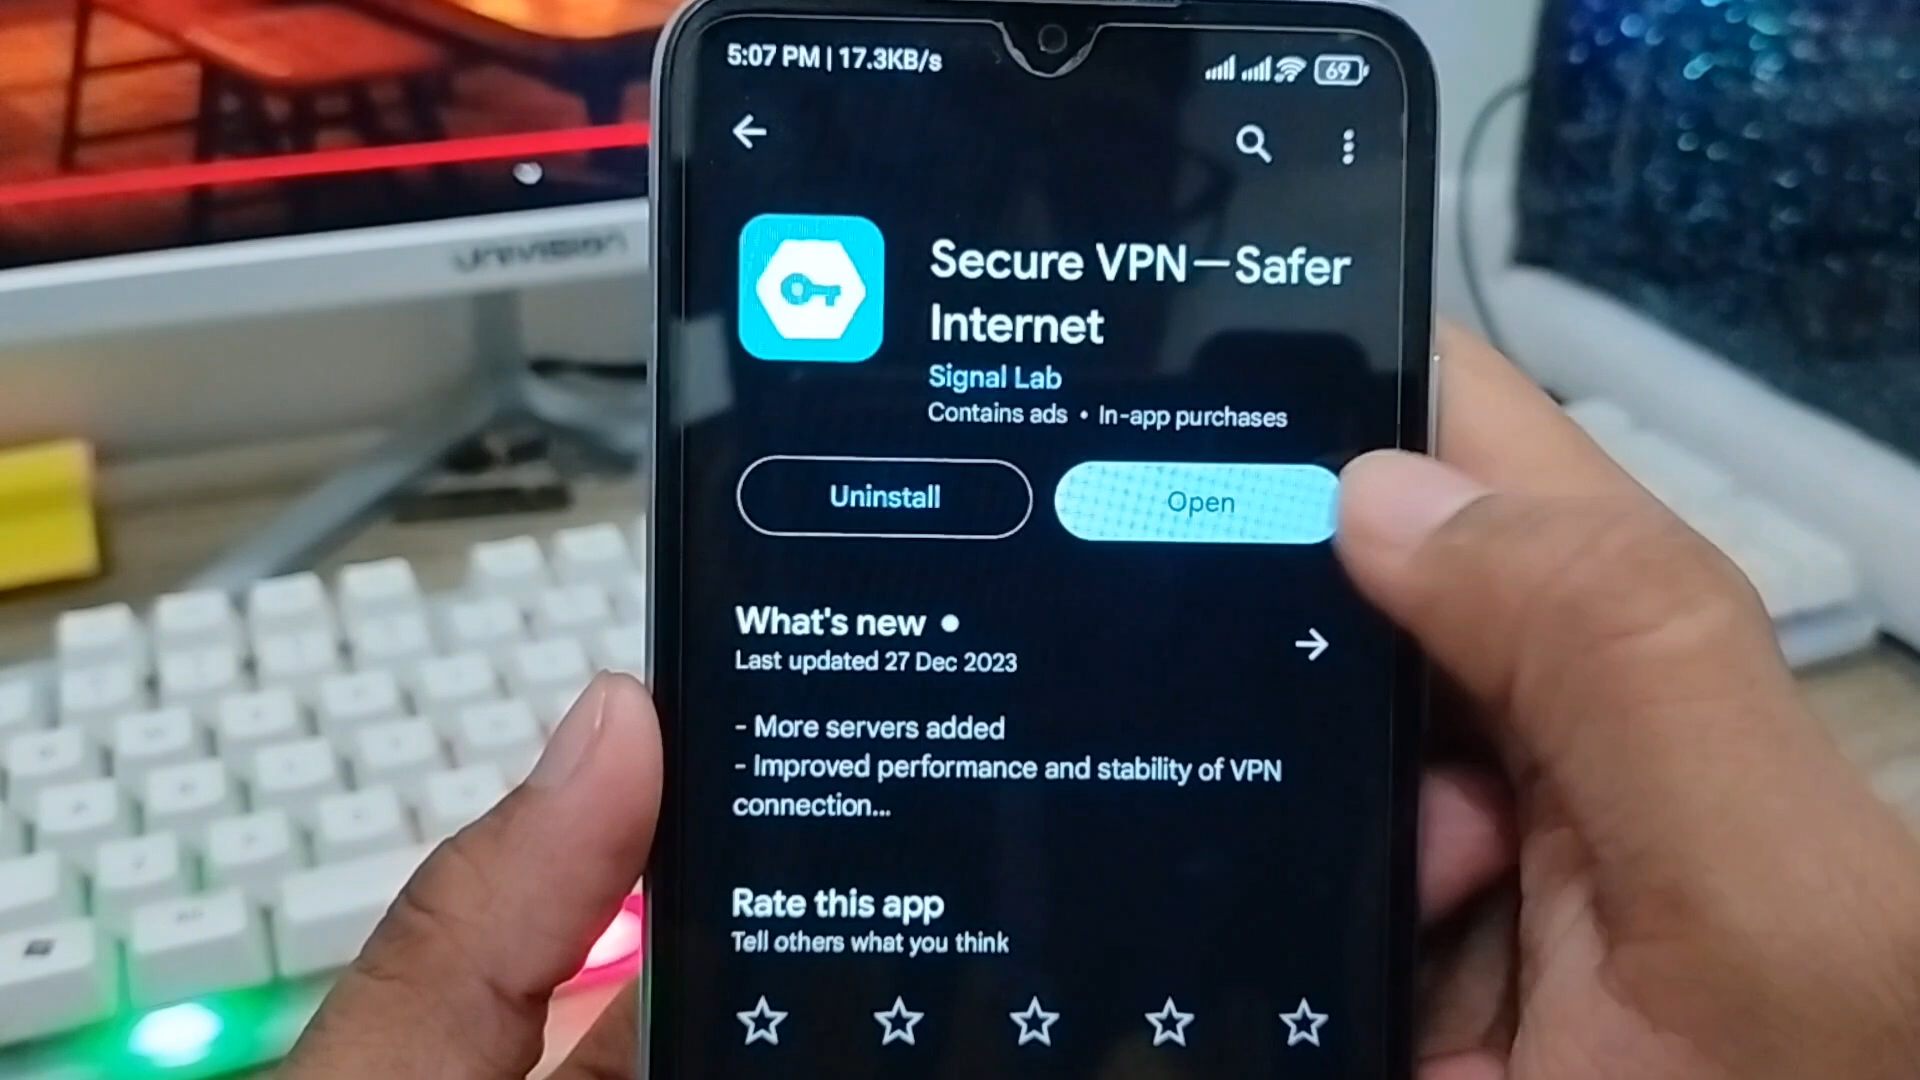 UNIVISION
5:07 PM | 17.3KB/s
69
Secure VPN—Safer
Internet
Signal Lab
Contains ads • In-app purchases
Uninstall
Open
What's new •
Last updated 27 Dec 2023
- More servers added
- Improved performance and stability of VPN
connection...
Rate this app
Tell others what you think